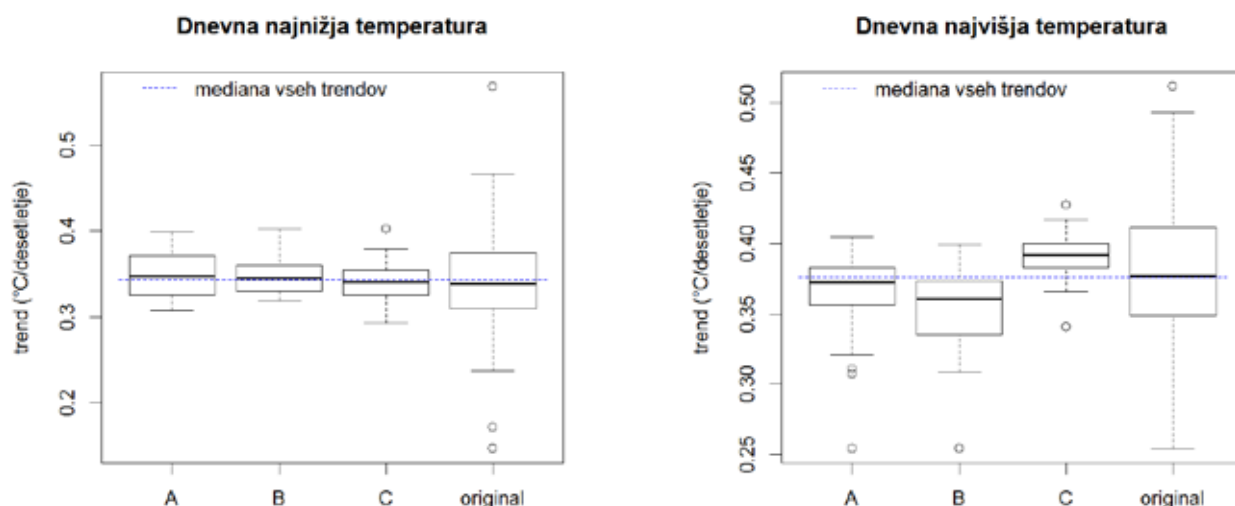 Dnevna najnižja temperatura
mediana vseh trendov
trend (°C/desetletje)
0.5
0.4
0.3
0.2
A B C original
Dnevna najvišja temperatura
mediana vseh trendov
trend (°C/desetletje)
0.50
0.45
0.40
0.35
0.30
0.25
A B C original